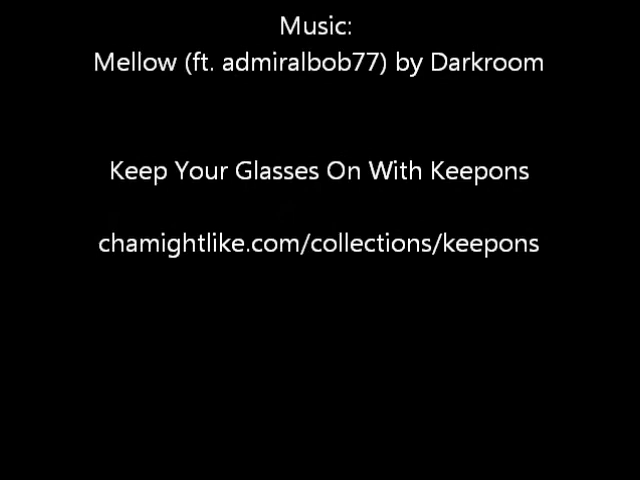 Music:
Mellow (ft. admiralbob77) by Darkroom
Keep Your Glasses On With Keepons
chamightlike.com/collections/keepons